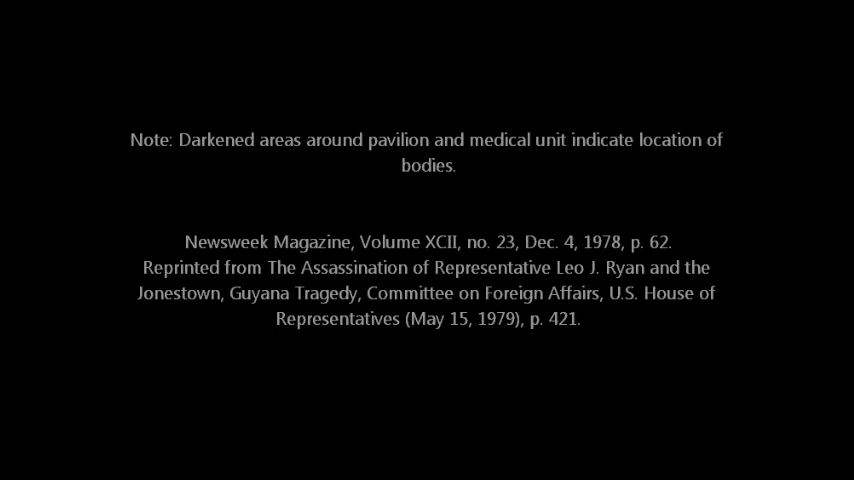 Note: Darkened areas around pavilion and medical unit indicate location of
bodies.
Newsweek Magazine, Volume XCII, no. 23, Dec. 4, 1978, p. 62.
Reprinted from The Assassination of Representative Leo J. Ryan and the
Jonestown, Guyana Tragedy, Committee on Foreign Affairs, U.S. House of
Representatives (May 15, 1979), p. 421.